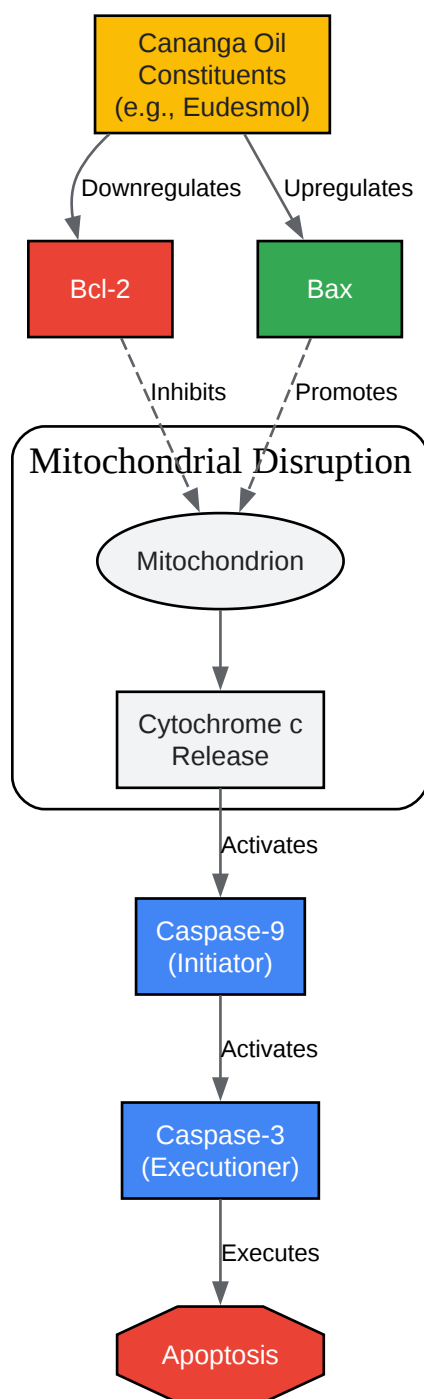 Cananga Oil
Constituents
(e.g., Eudesmol)
Downregulates
Upregulates
Bcl-2
Bax
Inhibits
Promotes
Mitochondrial Disruption
Mitochondrion
Cytochrome c
Release
Activates
Caspase-9
(Initiator)
Activates
Caspase-3
(Executioner)
Executes
Apoptosis